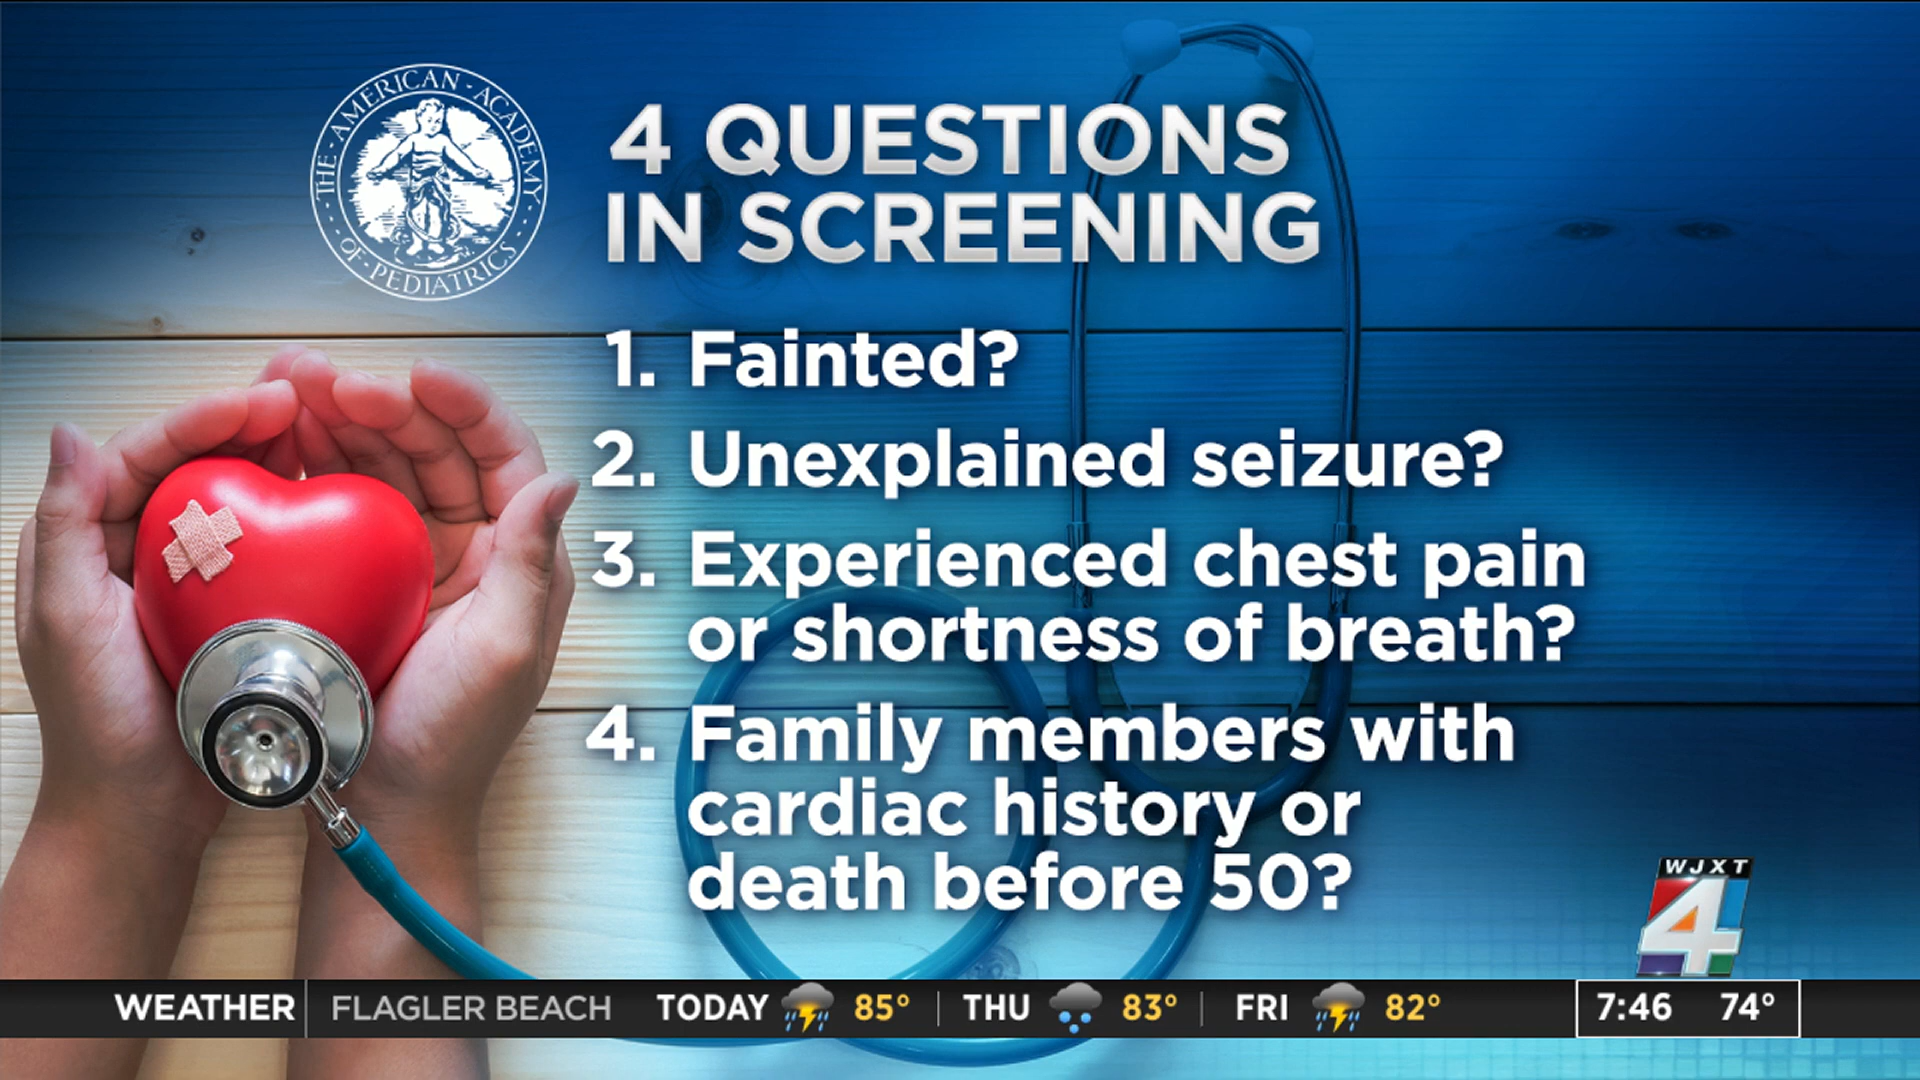 THE · AMERICAN · ACADEMY
· OF · PEDIATRICS ·
4 QUESTIONS
IN SCREENING
1. Fainted?
2. Unexplained seizure?
3. Experienced chest pain
or shortness of breath?
4. Family members with
cardiac history or
death before 50?
WJXT
4
WEATHER FLAGLER BEACH TODAY 85° THU 83° FRI 82° 7:46 74°